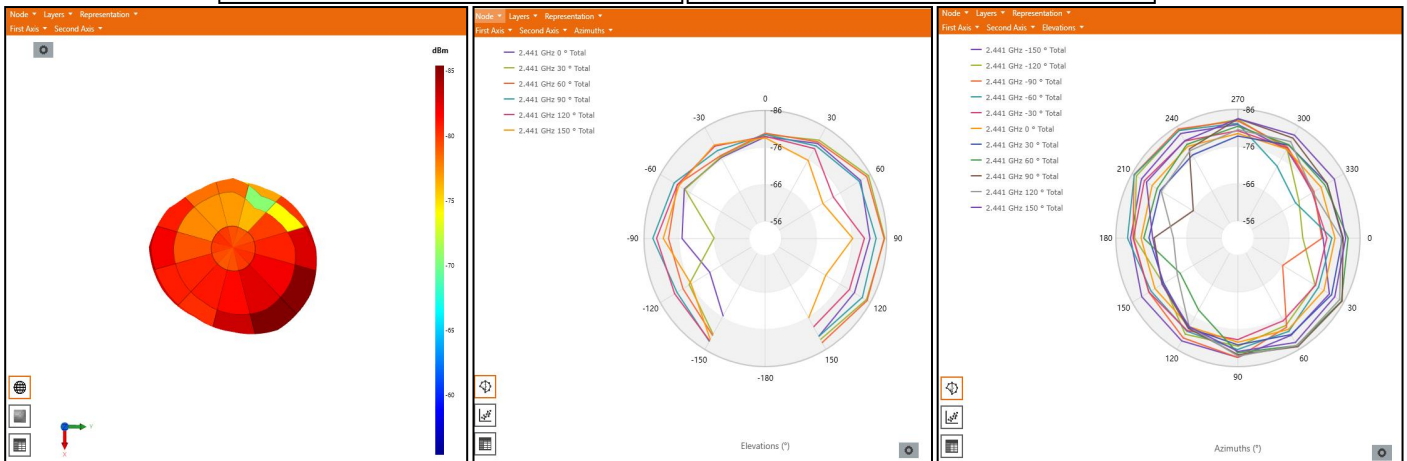 Node Layers Representation
First Axis Second Axis
dBm
-85
-80
-75
-70
-65
-60
Y
X
Node Layers Representation
First Axis Second Axis Azimuths
2.441 GHz 0 ° Total
2.441 GHz 30 ° Total
2.441 GHz 60 ° Total
2.441 GHz 90 ° Total
2.441 GHz 120 ° Total
2.441 GHz 150 ° Total
0
-86
-30
30
-76
-60
60
-66
-56
-90
90
-120
120
-150
150
-180
Elevations (°)
Node Layers Representation
First Axis Second Axis Elevations
2.441 GHz -150 ° Total
2.441 GHz -120 ° Total
2.441 GHz -90 ° Total
2.441 GHz -60 ° Total
2.441 GHz -30 ° Total
2.441 GHz 0 ° Total
2.441 GHz 30 ° Total
2.441 GHz 60 ° Total
2.441 GHz 90 ° Total
2.441 GHz 120 ° Total
2.441 GHz 150 ° Total
270
-86
240
300
-76
210
330
-66
-56
180
0
150
30
120
60
90
Azimuths (°)